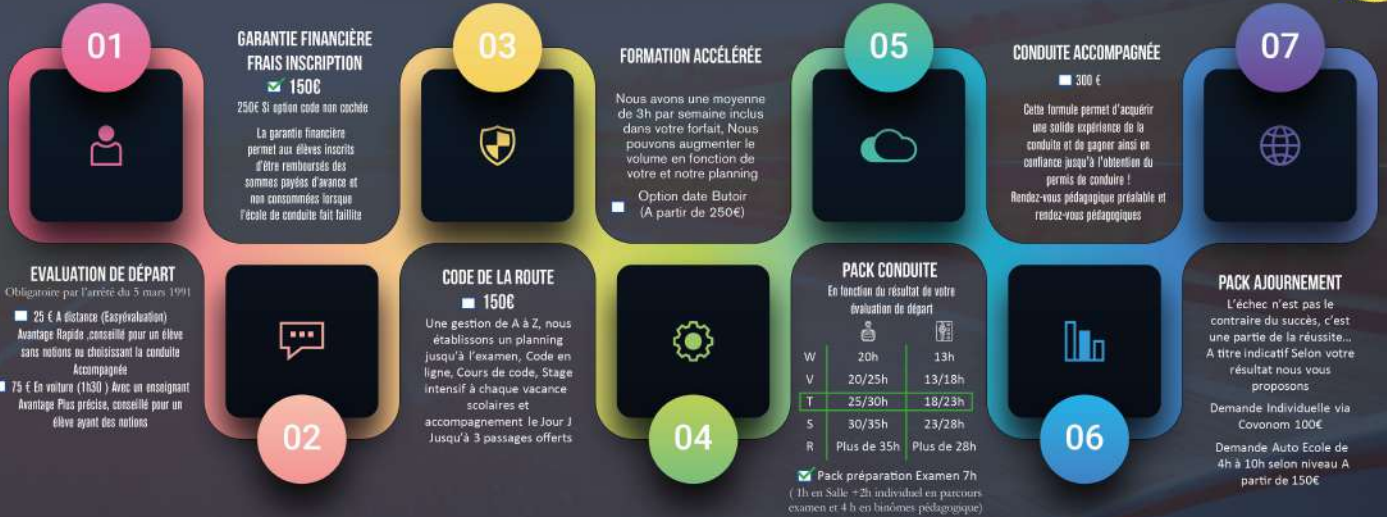 01
EVALUATION DE DÉPART
Obligatoire par l'arrêté du 5 mars 1991
25 € A distance (Easyévaluation)
Avantage Rapide ,conseillé pour un élève
sans notions ou choisissant la conduite
Accompagnée
75 € En voiture (1h30 ) Avec un enseignant
Avantage Plus précise, conseillé pour un
élève ayant des notions
GARANTIE FINANCIÈRE
FRAIS INSCRIPTION
150€
250€ Si option code non cochée
La garantie financière
permet aux élèves inscrits
d'être remboursés des
sommes payées d'avance et
non consommées lorsque
l'école de conduite fait faillite
02
03
CODE DE LA ROUTE
150€
Une gestion de A à Z, nous
établissons un planning
jusqu'à l'examen, Code en
ligne, Cours de code, Stage
intensif à chaque vacance
scolaires et
accompagnement le Jour J
Jusqu'à 3 passages offerts
FORMATION ACCÉLÉRÉE
Nous avons une moyenne
de 3h par semaine inclus
dans votre forfait, Nous
pouvons augmenter le
volume en fonction de
votre et notre planning
Option date Butoir
(A partir de 250€)
04
05
PACK CONDUITE
En fonction du résultat de votre
évaluation de départ
W 20h 13h
V 20/25h 13/18h
T 25/30h 18/23h
S 30/35h 23/28h
R Plus de 35h Plus de 28h
Pack préparation Examen 7h
( 1h en Salle +2h individuel en parcours
examen et 4 h en binômes pédagogique)
CONDUITE ACCOMPAGNÉE
300 €
Cette formule permet d'acquérir
une solide expérience de la
conduite et de gagner ainsi en
confiance jusqu'à l'obtention du
permis de conduire !
Rendez-vous pédagogique préalable et
rendez-vous pédagogiques
06
07
PACK AJOURNEMENT
L'échec n'est pas le
contraire du succès, c'est
une partie de la réussite...
A titre indicatif Selon votre
résultat nous vous
proposons
Demande Individuelle via
Covonom 100€
Demande Auto Ecole de
4h à 10h selon niveau A
partir de 150€